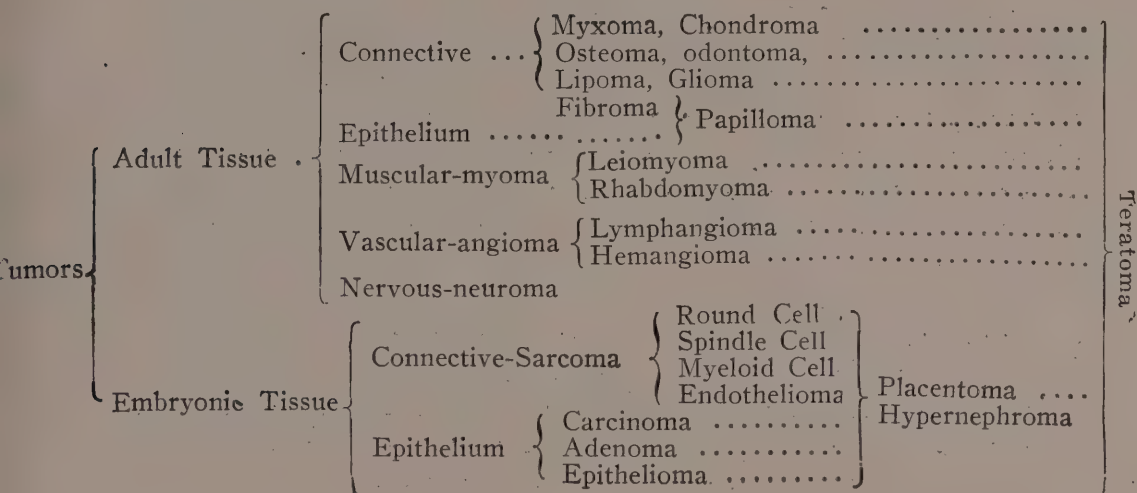 Myxoma, Chondroma ..................
Connective ... Osteoma, odontoma, .......................
Lipoma, Glioma .........................
Fibroma
Epithelium ...... ....... Papilloma ...................
Adult Tissue .
Muscular-myoma Leiomyoma ...........................
Rhabdomyoma ........................
Vascular-angioma Lymphangioma .......................
Hemangioma ........................
Tumors
Nervous-neuroma
Teratoma
Round Cell .
Connective-Sarcoma Spindle Cell
Myeloid Cell
Endothelioma
Embryonic Tissue Placentoma ....
Hypernephroma
Carcinoma ..........
Epithelium Adenoma ...........
Epithelioma. .........